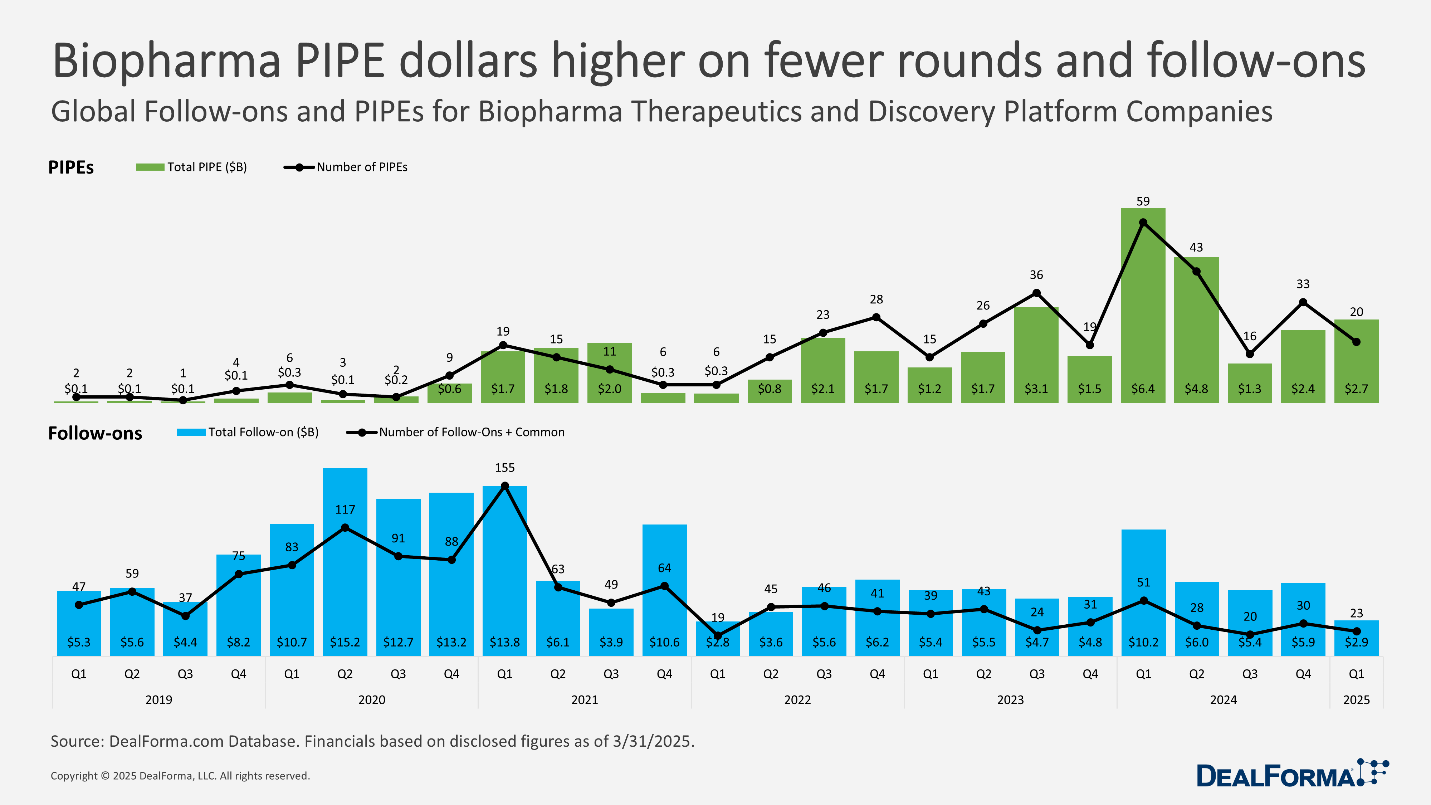 Biopharma PIPE dollars higher on fewer rounds and follow-ons
Global Follow-ons and PIPEs for Biopharma Therapeutics and Discovery Platform Companies
PIPEs Total PIPE ($B) Number of PIPEs
2 2 1 4 6 3 2 9 19 15 11 6 6 15 23 28 15 26 36 19 59 43 16 33 20
$0.1 $0.1 $0.1 $0.1 $0.3 $0.1 $0.2 $0.6 $1.7 $1.8 $2.0 $0.3 $0.3 $0.8 $2.1 $1.7 $1.2 $1.7 $3.1 $1.5 $6.4 $4.8 $1.3 $2.4 $2.7
Follow-ons Total Follow-on ($B) Number of Follow-Ons + Common
47 59 37 75 83 117 91 88 155 63 49 64 19 45 46 41 39 43 24 31 51 28 20 30 23
$5.3 $5.6 $4.4 $8.2 $10.7 $15.2 $12.7 $13.2 $13.8 $6.1 $3.9 $10.6 $2.8 $3.6 $5.6 $6.2 $5.4 $5.5 $4.7 $4.8 $10.2 $6.0 $5.4 $5.9 $2.9
Q1 Q2 Q3 Q4 Q1 Q2 Q3 Q4 Q1 Q2 Q3 Q4 Q1 Q2 Q3 Q4 Q1 Q2 Q3 Q4 Q1 Q2 Q3 Q4 Q1
2019 2020 2021 2022 2023 2024 2025
Source: DealForma.com Database. Financials based on disclosed figures as of 3/31/2025.
Copyright © 2025 DealForma, LLC. All rights reserved.
DEALFORMA